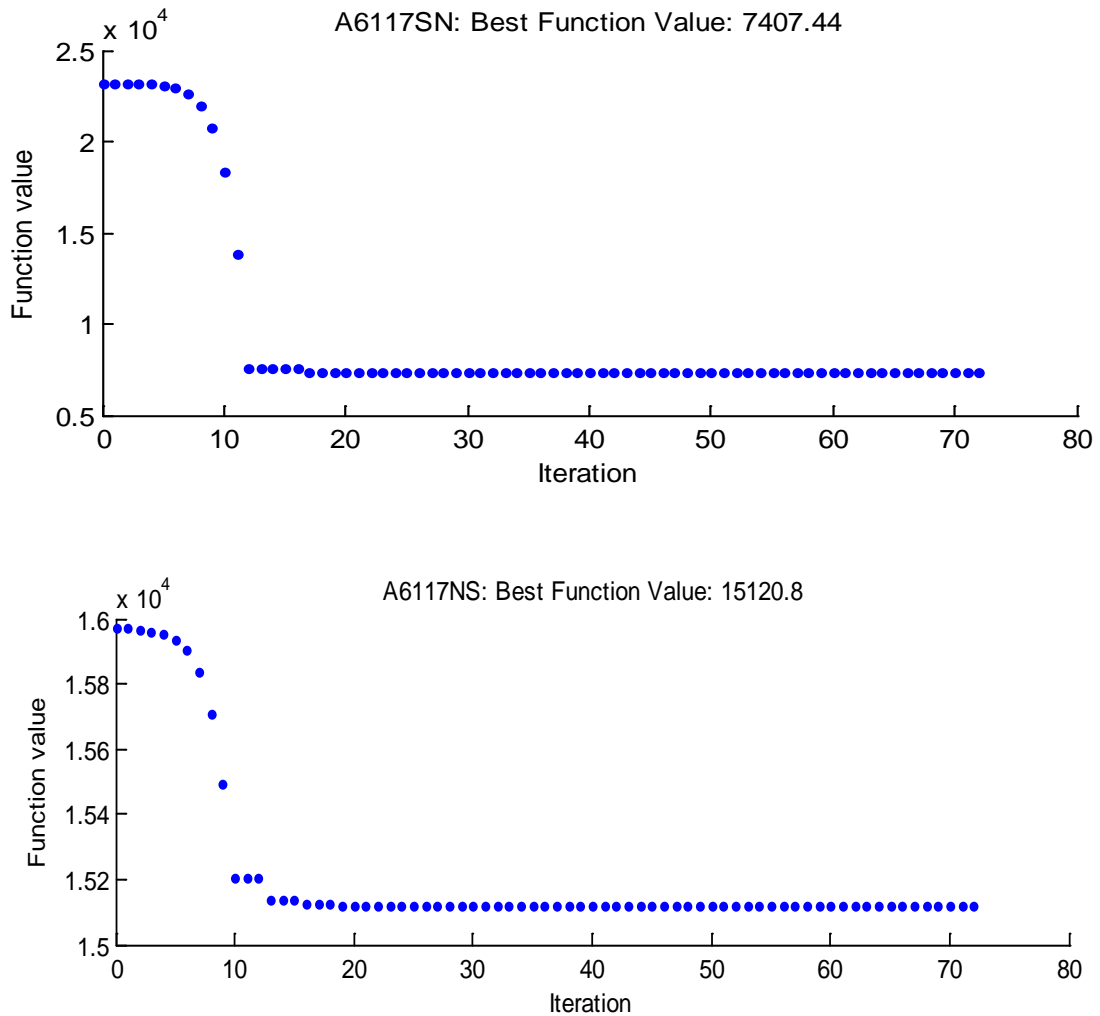 A6117SN: Best Function Value: 7407.44
x 10^4
2.5
2
1.5
1
0.5
Function value
0 10 20 30 40 50 60 70 80
Iteration
A6117NS: Best Function Value: 15120.8
x 10^4
1.6
1.58
1.56
1.54
1.52
1.5
Function value
0 10 20 30 40 50 60 70 80
Iteration